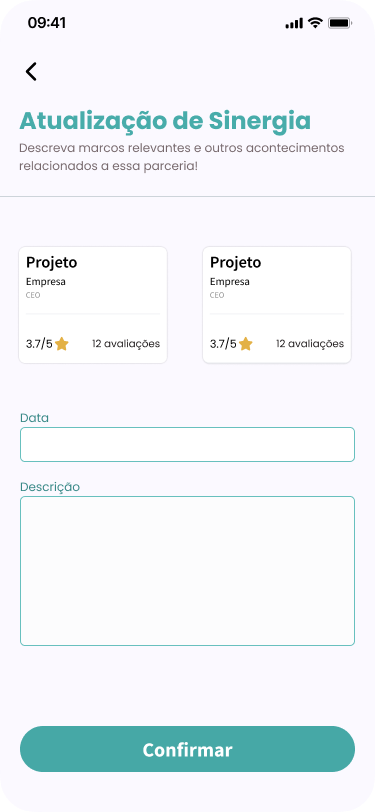 09:41
Atualização de Sinergia
Descreva marcos relevantes e outros acontecimentos
relacionados a essa parceria!
Projeto
Empresa
CEO
3.7/5 12 avaliações
Projeto
Empresa
CEO
3.7/5 12 avaliações
Data
Descrição
Confirmar